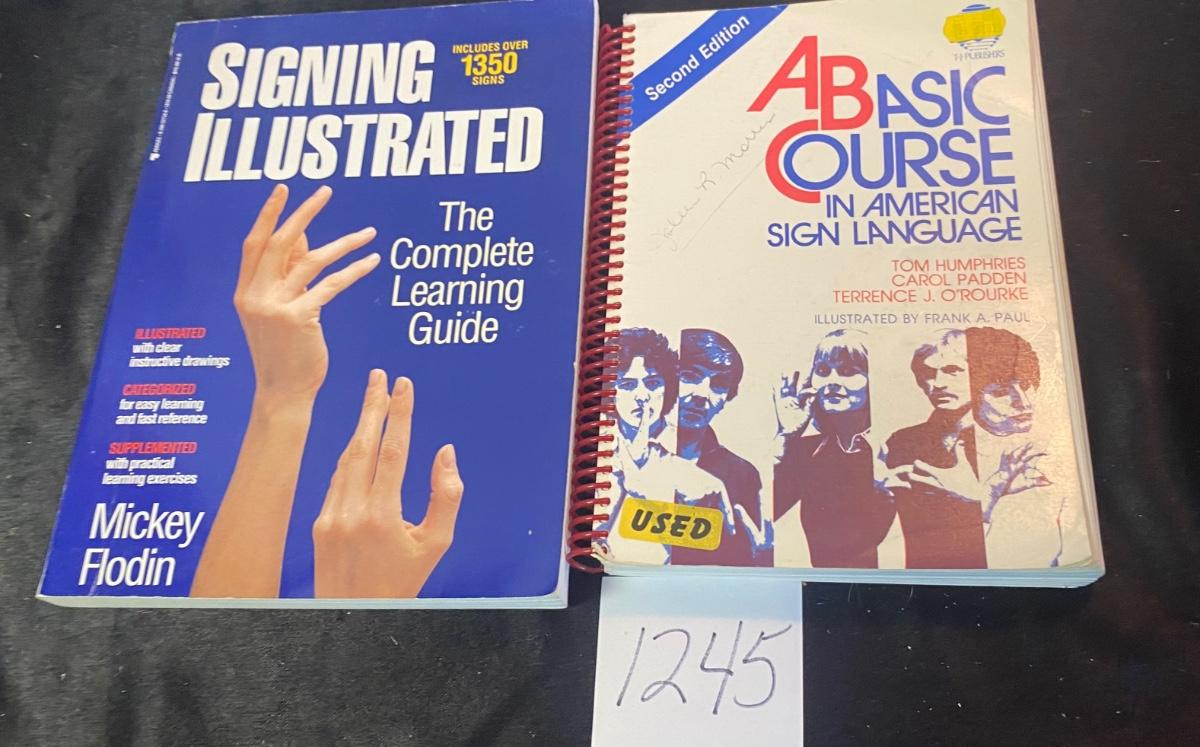 SIGNING
ILLUSTRATED
INCLUDES OVER
1350
SIGNS
The
Complete
Learning
Guide
ILLUSTRATED
with clear
instructive drawings
CATEGORIZED
for easy learning
and fast reference
SUPPLEMENTED
with practical
learning exercises
Mickey
Flodin
Second Edition
T·J·PUBLISHERS
A BASIC
COURSE
IN AMERICAN
SIGN LANGUAGE
TOM HUMPHRIES
CAROL PADDEN
TERRENCE J. O'ROURKE
ILLUSTRATED BY FRANK A. PAUL
USED
1245